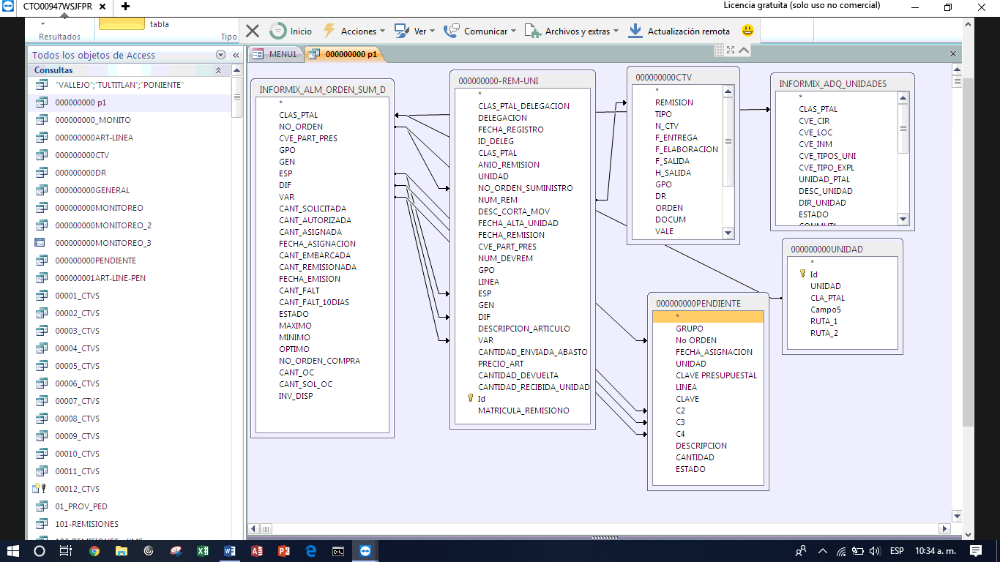 CTO00947WSJFPR
Licencia gratuita (solo uso no comercial)
tabla
Resultados
Tipo
Inicio
Acciones
Ver
Comunicar
Archivos y extras
Actualización remota
Todos los objetos de Access
Consultas
"VALLEJO";"TULTITLAN";"PONIENTE"
000000000 p1
000000000_MONITO
000000000ART-LINEA
000000000CTV
000000000DR
000000000GENERAL
000000000MONITOREO
000000000MONITOREO_2
000000000MONITOREO_3
000000000PENDIENTE
000000001ART-LINE-PEN
00001_CTVS
00002_CTVS
00003_CTVS
00004_CTVS
00005_CTVS
00006_CTVS
00007_CTVS
00008_CTVS
00009_CTVS
00010_CTVS
00011_CTVS
00012_CTVS
01_PROV_PED
101-REMISIONES
MENU1
000000000 p1
INFORMIX_ALM_ORDEN_SUM_D
*
CLAS_PTAL
NO_ORDEN
CVE_PART_PRES
GPO
GEN
ESP
DIF
VAR
CANT_SOLICITADA
CANT_AUTORIZADA
CANT_ASIGNADA
FECHA_ASIGNACION
CANT_EMBARCADA
CANT_REMISIONADA
FECHA_EMISION
CANT_FALT
CANT_FALT_10DIAS
ESTADO
MAXIMO
MINIMO
OPTIMO
NO_ORDEN_COMPRA
CANT_OC
CANT_SOL_OC
INV_DISP
000000000-REM-UNI
*
CLAS_PTAL_DELEGACION
DELEGACION
FECHA_REGISTRO
ID_DELEG
CLAS_PTAL
ANIO_REMISION
UNIDAD
NO_ORDEN_SUMINISTRO
NUM_REM
DESC_CORTA_MOV
FECHA_ALTA_UNIDAD
FECHA_REMISION
CVE_PART_PRES
NUM_DEVREM
GPO
LINEA
ESP
GEN
DIF
DESCRIPCION_ARTICULO
VAR
CANTIDAD_ENVIADA_ABASTO
PRECIO_ART
CANTIDAD_DEVUELTA
CANTIDAD_RECIBIDA_UNIDAD
Id
MATRICULA_REMISIONO
000000000CTV
*
REMISION
TIPO
N_CTV
F_ENTREGA
F_ELABORACION
F_SALIDA
H_SALIDA
GPO
DR
ORDEN
DOCUM
VALE
INFORMIX_ADQ_UNIDADES
*
CLAS_PTAL
CVE_CIR
CVE_LOC
CVE_INM
CVE_TIPOS_UNI
CVE_TIPO_EXPL
UNIDAD_PTAL
DESC_UNIDAD
DIR_UNIDAD
ESTADO
000000000UNIDAD
*
Id
UNIDAD
CLA_PTAL
Campo5
RUTA_1
RUTA_2
000000000PENDIENTE
*
GRUPO
No ORDEN
FECHA_ASIGNACION
UNIDAD
CLAVE PRESUPUESTAL
LINEA
CLAVE
C2
C3
C4
DESCRIPCION
CANTIDAD
ESTADO
ESP
10:34 a. m.